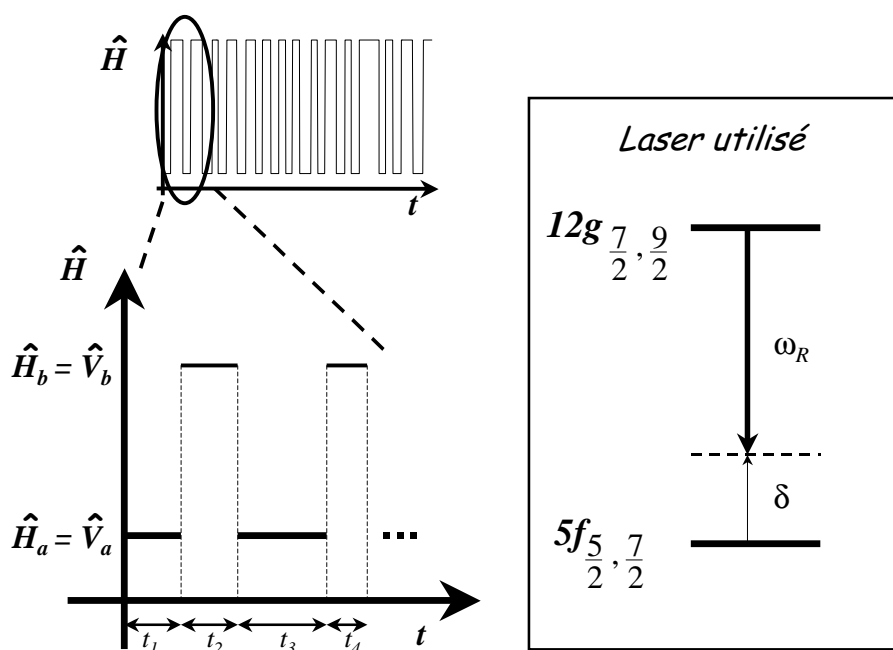 Ĥ
t
Ĥ
Ĥb = V̂b
Ĥa = V̂a
...
t1 t2 t3 t4 t
Laser utilisé
12g 7/2 , 9/2
ωR
δ
5f 5/2 , 7/2